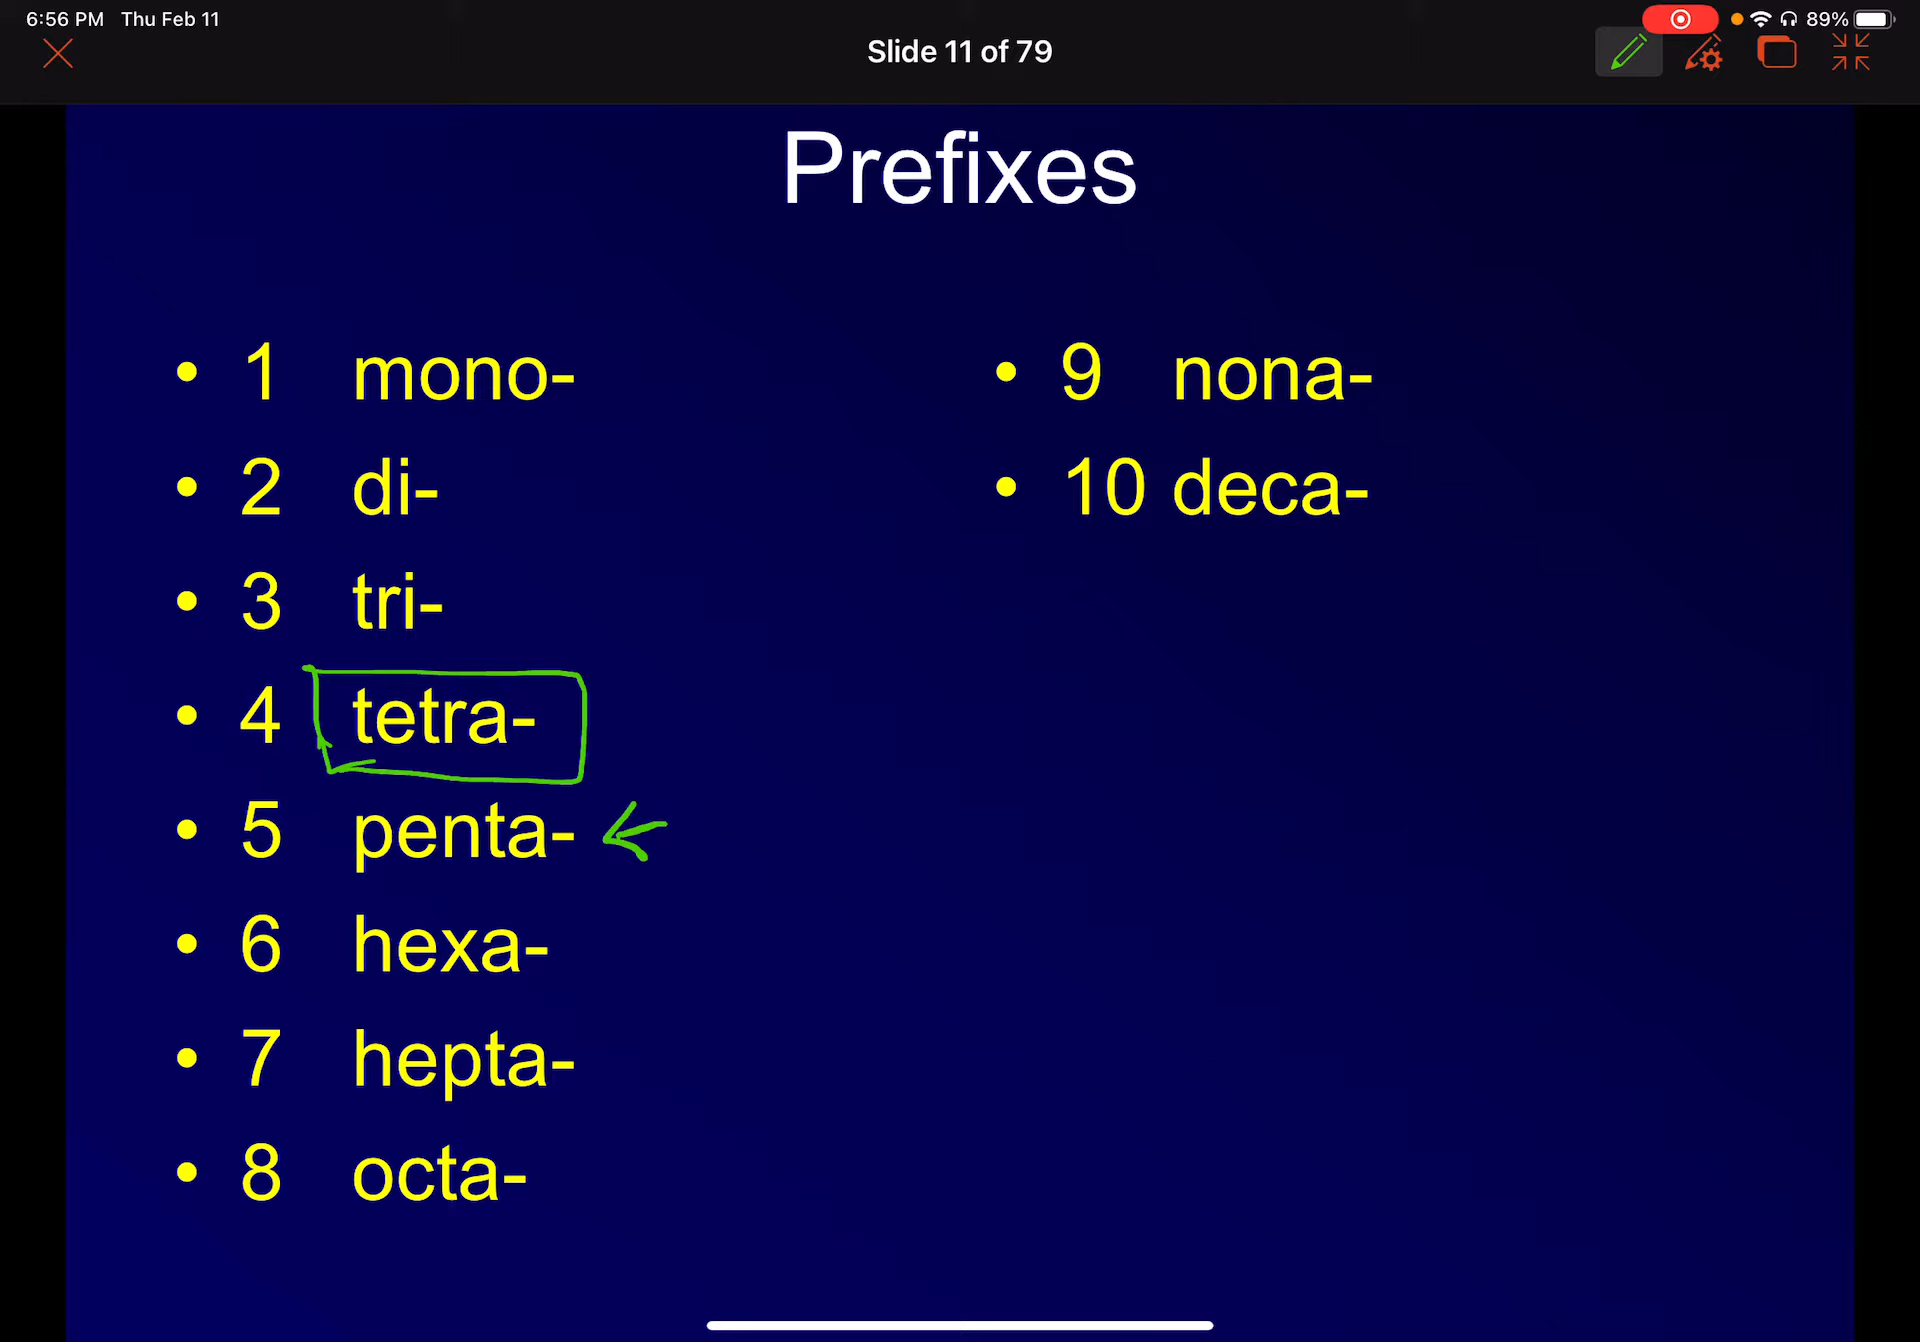 6:56 PM Thu Feb 11
89%
Slide 11 of 79
Prefixes
• 1 mono-
• 2 di-
• 3 tri-
• 4 tetra-
• 5 penta-
• 6 hexa-
• 7 hepta-
• 8 octa-
• 9 nona-
• 10 deca-